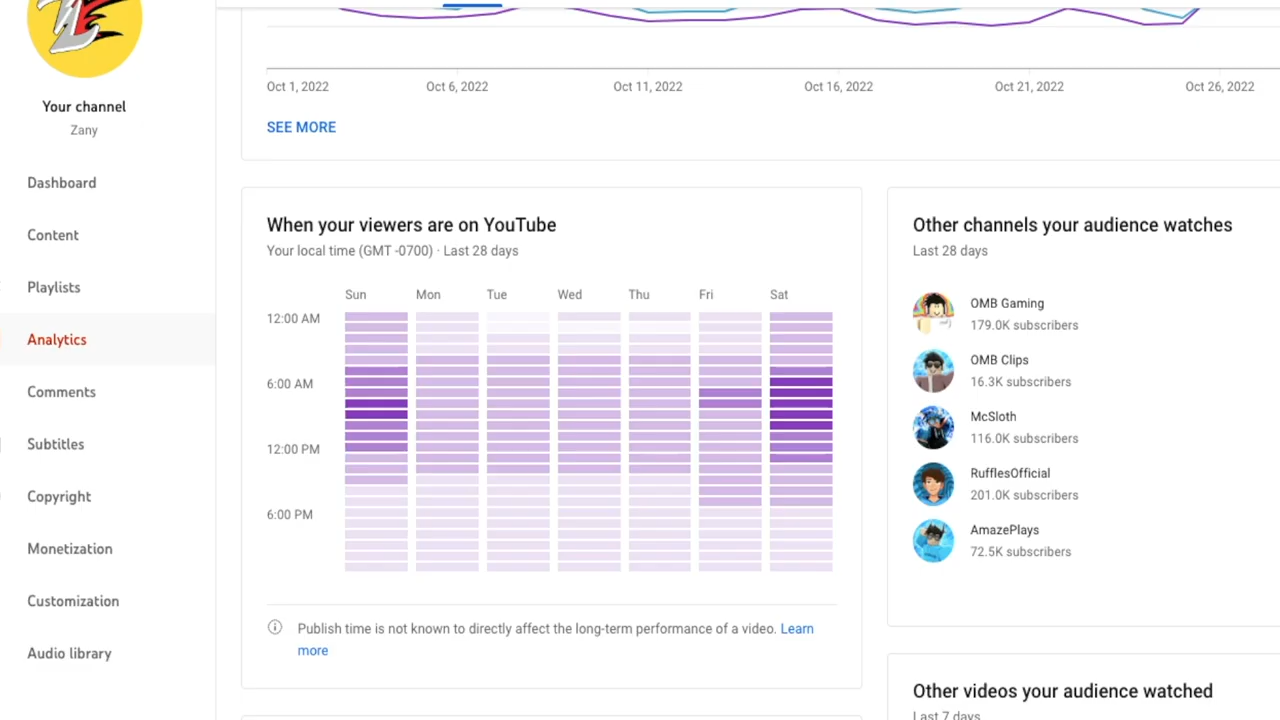 Your channel
Zany
Dashboard
Content
Playlists
Analytics
Comments
Subtitles
Copyright
Monetization
Customization
Audio library
Oct 1, 2022
Oct 6, 2022
Oct 11, 2022
Oct 16, 2022
Oct 21, 2022
Oct 26, 2022
SEE MORE
When your viewers are on YouTube
Your local time (GMT -0700) · Last 28 days
Sun Mon Tue Wed Thu Fri Sat
12:00 AM
6:00 AM
12:00 PM
6:00 PM
Publish time is not known to directly affect the long-term performance of a video. Learn
more
Other channels your audience watches
Last 28 days
OMB Gaming
179.0K subscribers
OMB Clips
16.3K subscribers
McSloth
116.0K subscribers
RufflesOfficial
201.0K subscribers
AmazePlays
72.5K subscribers
Other videos your audience watched
Last 7 days